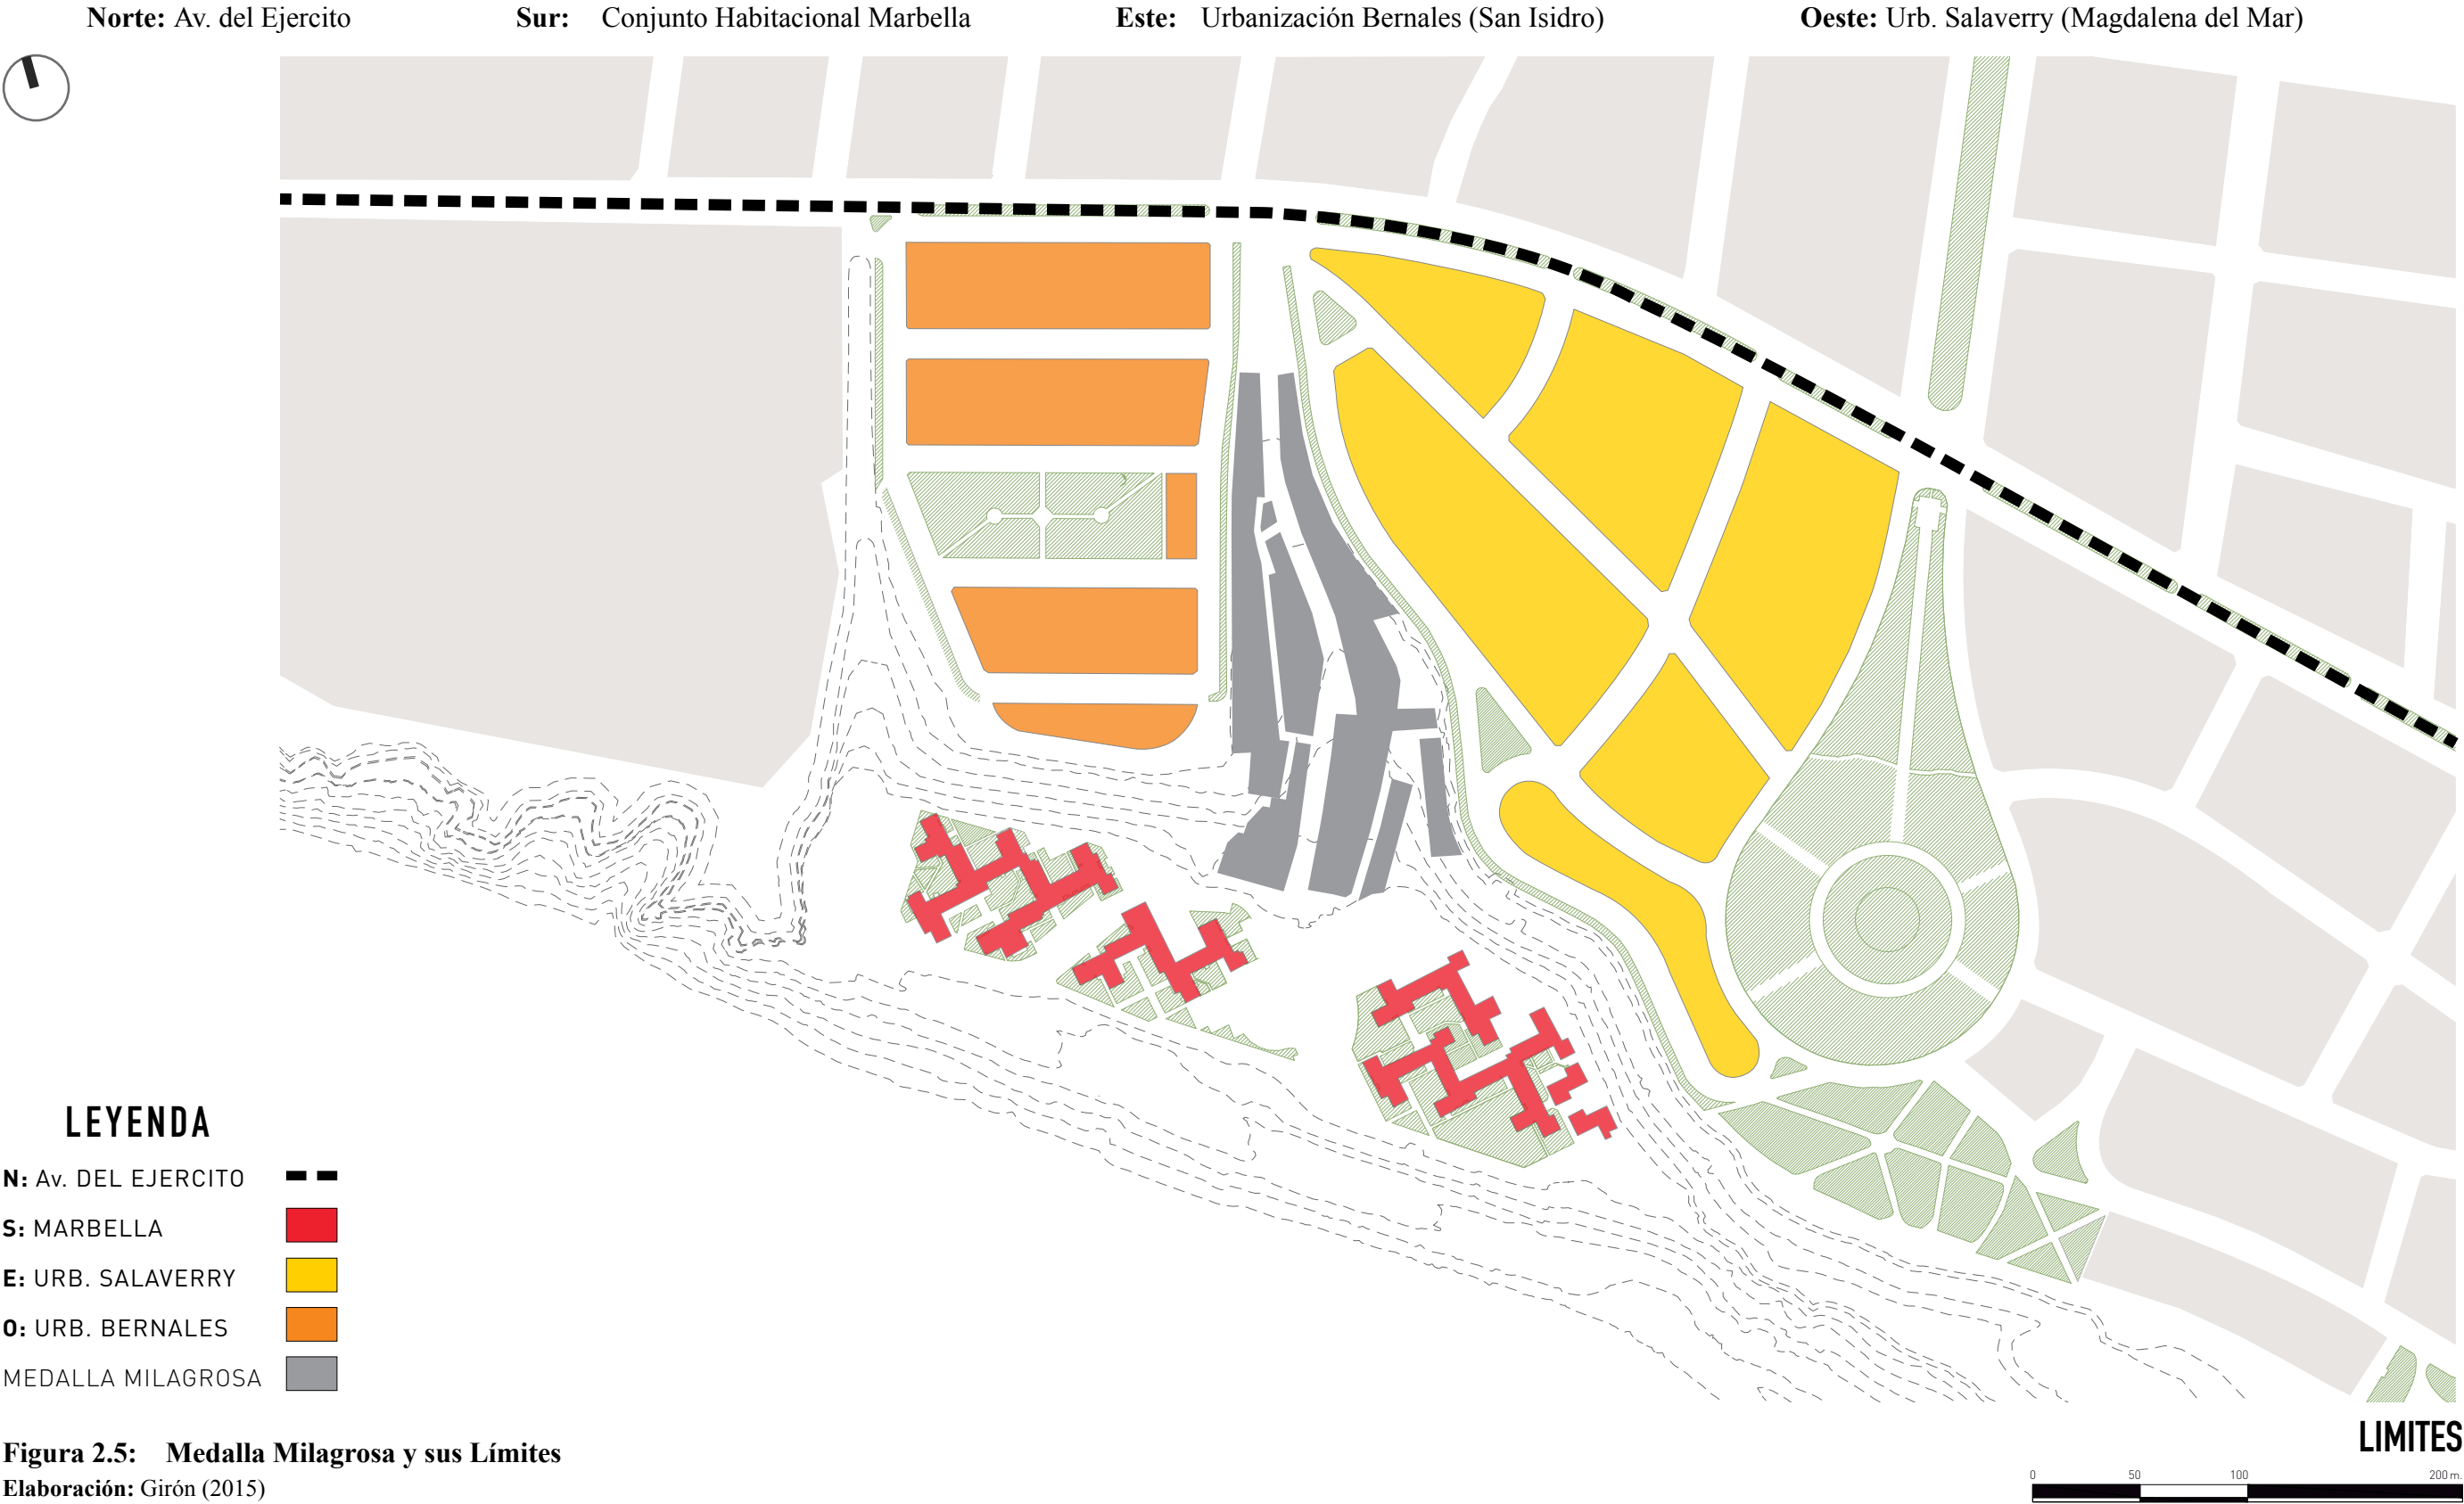 Norte: Av. del Ejercito Sur: Conjunto Habitacional Marbella Este: Urbanización Bernales (San Isidro) Oeste: Urb. Salaverry (Magdalena del Mar)
LEYENDA
N: Av. DEL EJERCITO
S: MARBELLA
E: URB. SALAVERRY
O: URB. BERNALES
MEDALLA MILAGROSA
Figura 2.5: Medalla Milagrosa y sus Límites
Elaboración: Girón (2015)
LIMITES
0 50 100 200 m.